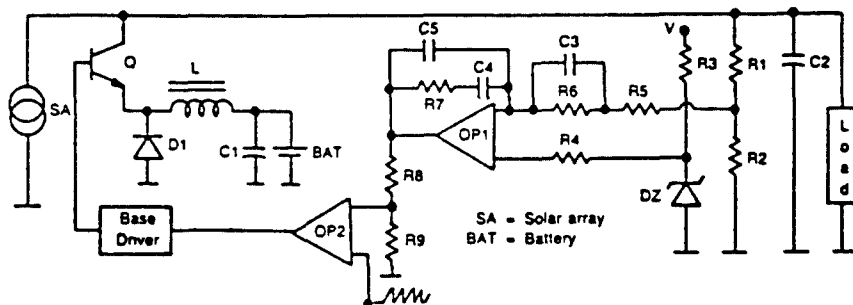 C5
C3
V
Q
L
C4
R3
R1
C2
SA
R7
R6
R5
OP1
D1
C1
BAT
R4
R2
Load
R8
DZ
Base
Driver
OP2
R9
SA = Solar array
BAT = Battery